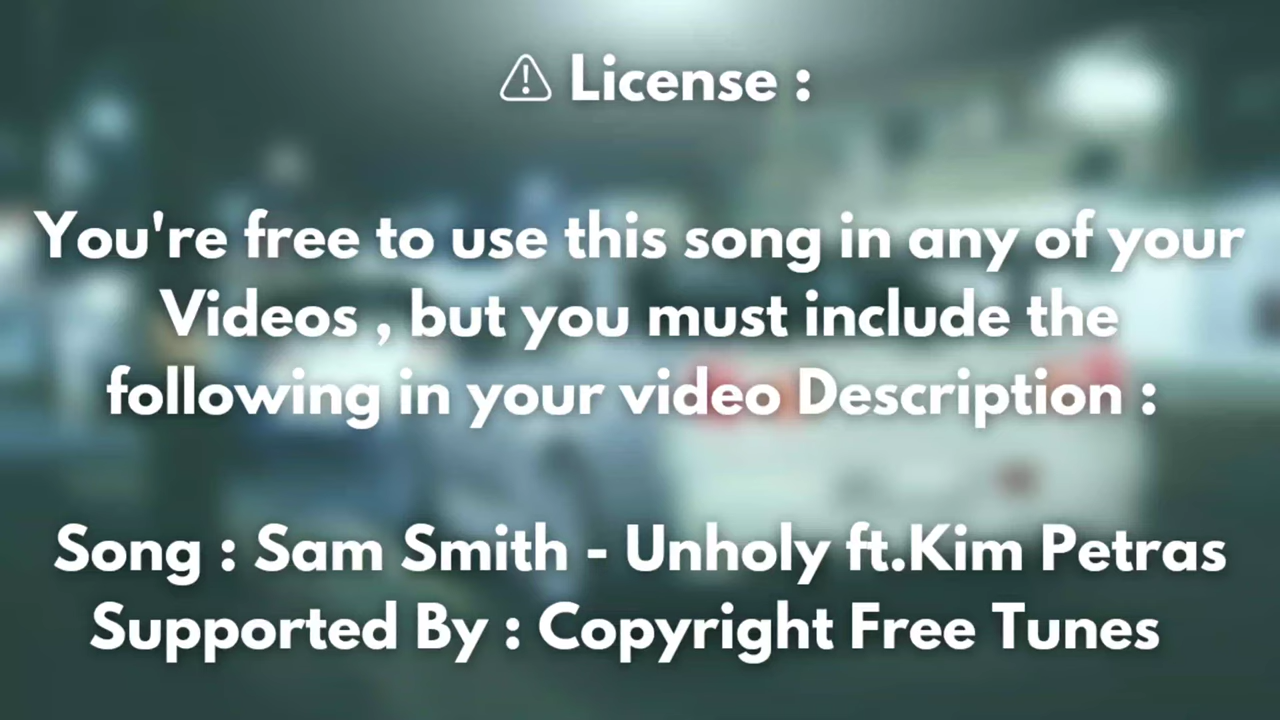 ⚠ License :
You're free to use this song in any of your
Videos , but you must include the
following in your video Description :
Song : Sam Smith - Unholy ft.Kim Petras
Supported By : Copyright Free Tunes